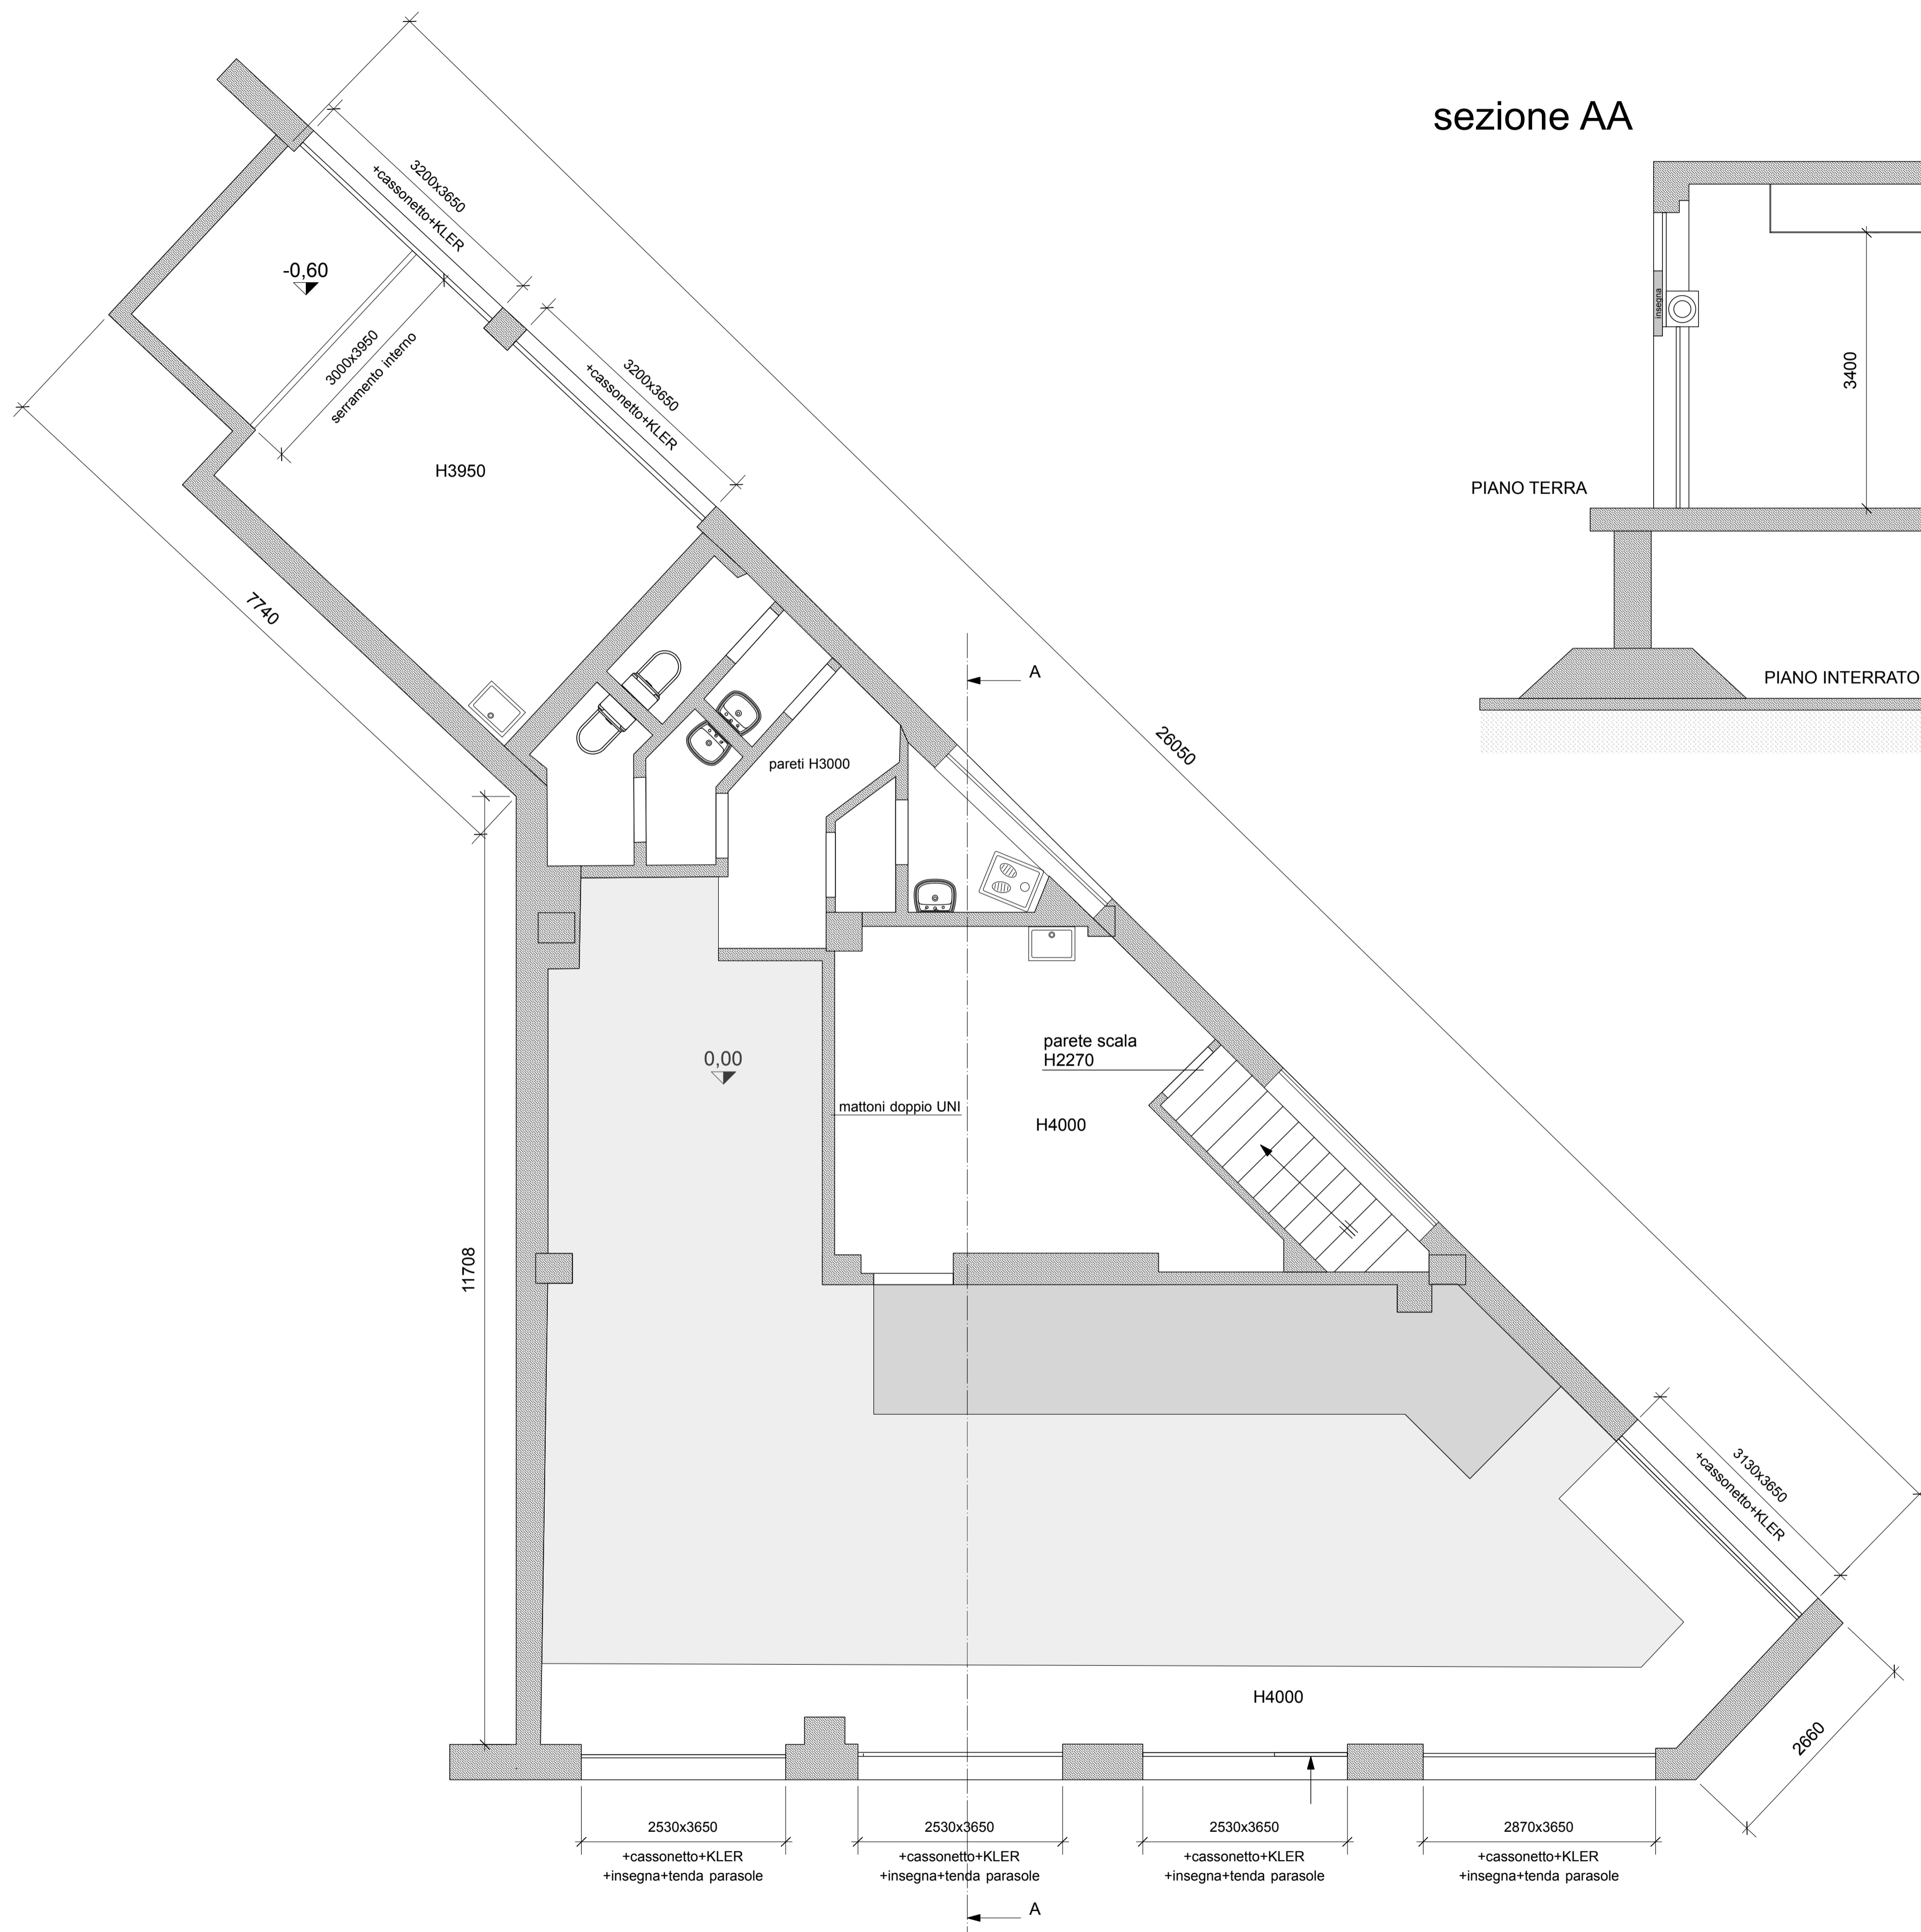 sezione AA
3200x3650
+cassonetto+KLER
-0,60
3000x3950
serramento interno
3200x3650
+cassonetto+KLER
insegna
3400
H3950
PIANO TERRA
7740
PIANO INTERRATO
A
26050
pareti H3000
0,00
parete scala
H2270
mattoni doppio UNI
H4000
11708
3130x3650
+cassonetto+KLER
H4000
2660
2530x3650
+cassonetto+KLER
+insegna+tenda parasole
2530x3650
+cassonetto+KLER
+insegna+tenda parasole
2530x3650
+cassonetto+KLER
+insegna+tenda parasole
2870x3650
+cassonetto+KLER
+insegna+tenda parasole
A